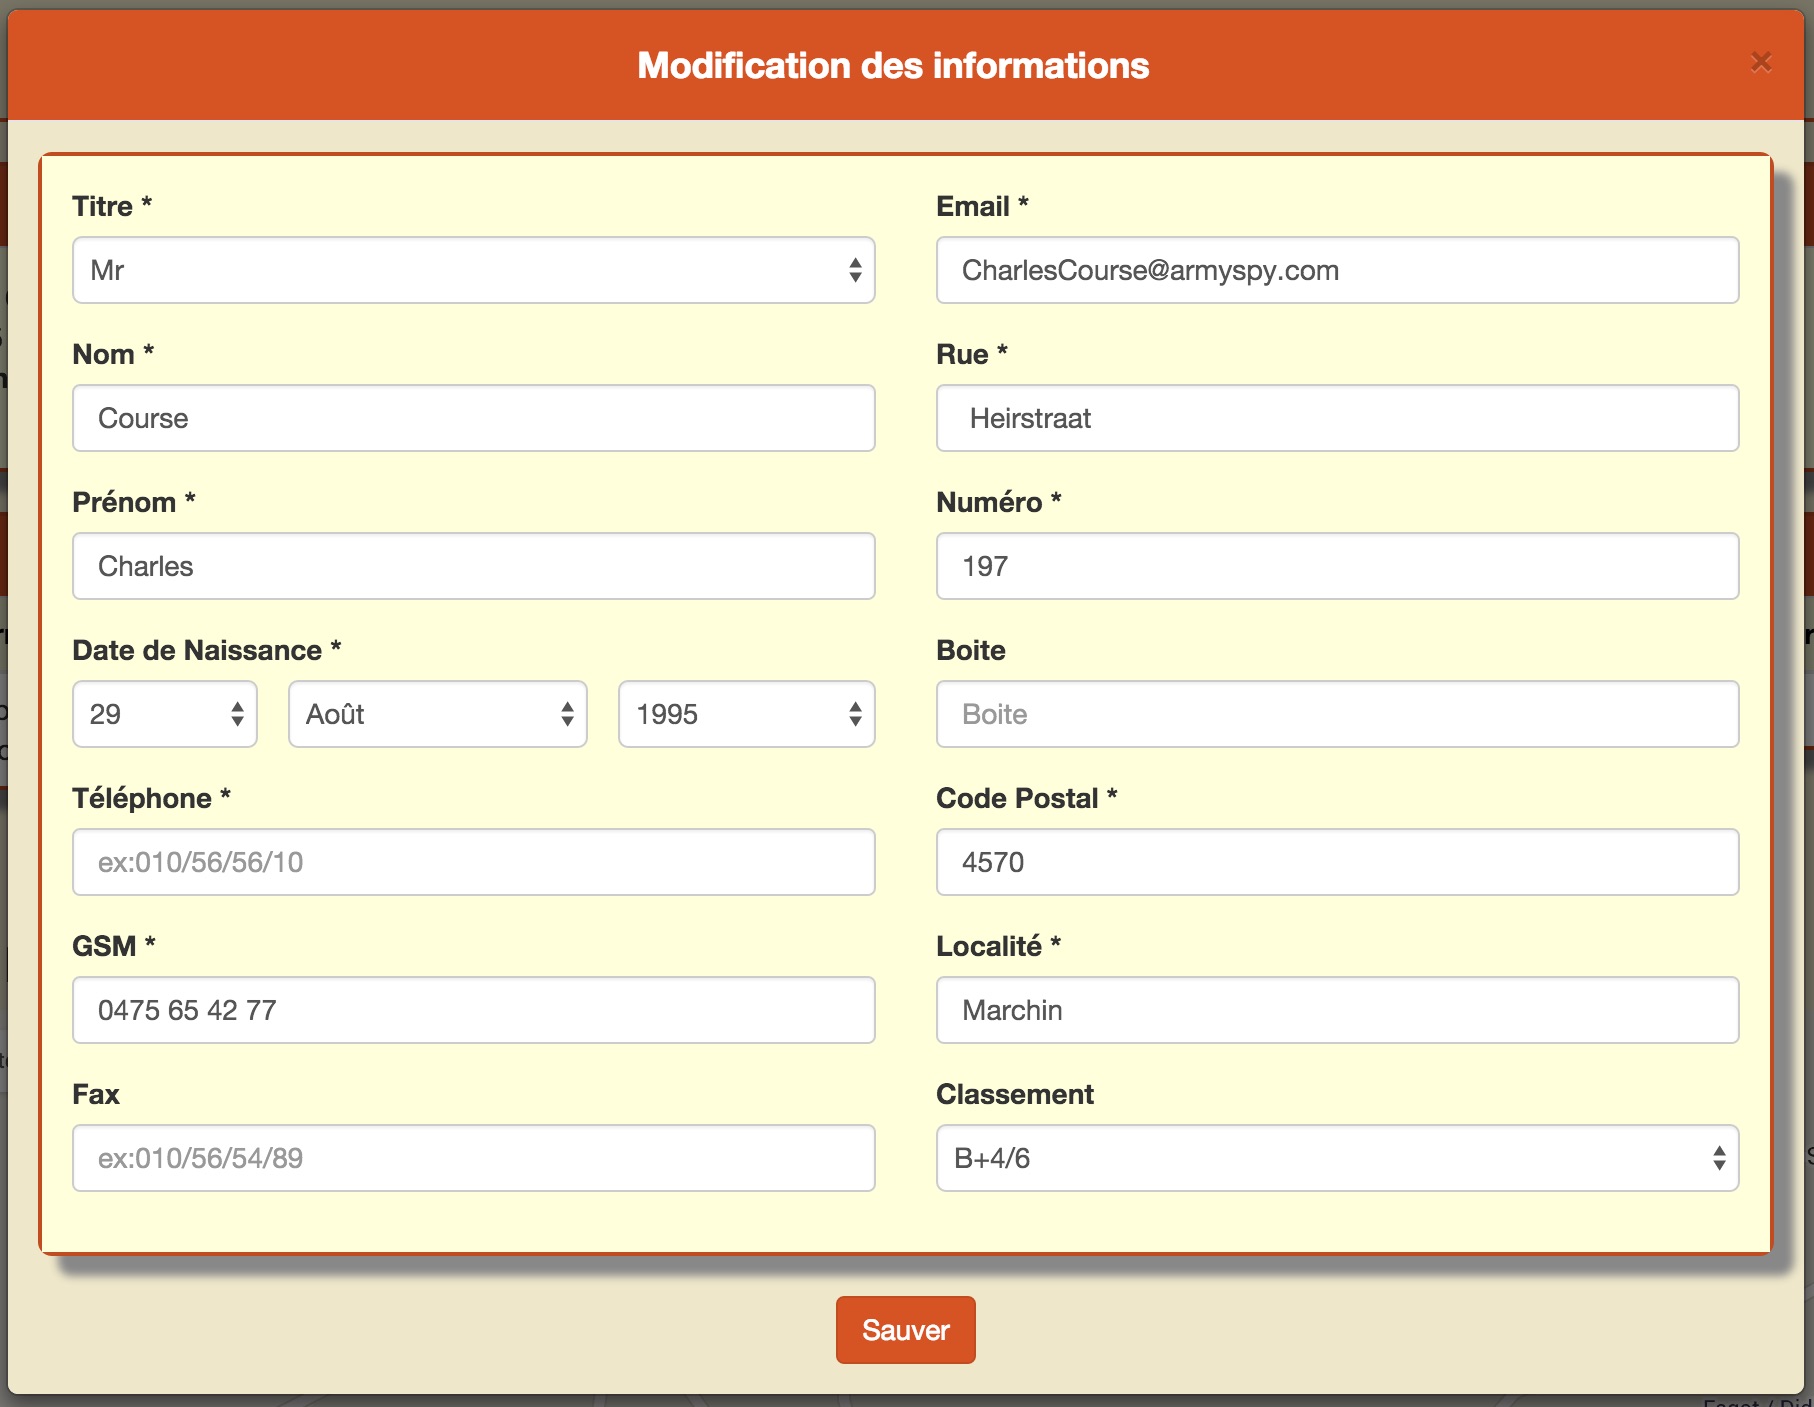 Modification des informations
×
Titre *
Mr
Email *
CharlesCourse@armyspy.com
Nom *
Course
Rue *
Heirstraat
Prénom *
Charles
Numéro *
197
Date de Naissance *
29 Août 1995
Boite
Boite
Téléphone *
ex:010/56/56/10
Code Postal *
4570
GSM *
0475 65 42 77
Localité *
Marchin
Fax
ex:010/56/54/89
Classement
B+4/6
Sauver